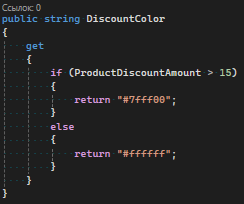 Ссылок: 0
public string DiscountColor
{
get
{
if (ProductDiscountAmount > 15)
{
return "#7fff00";
}
else
{
return "#ffffff";
}
}
}